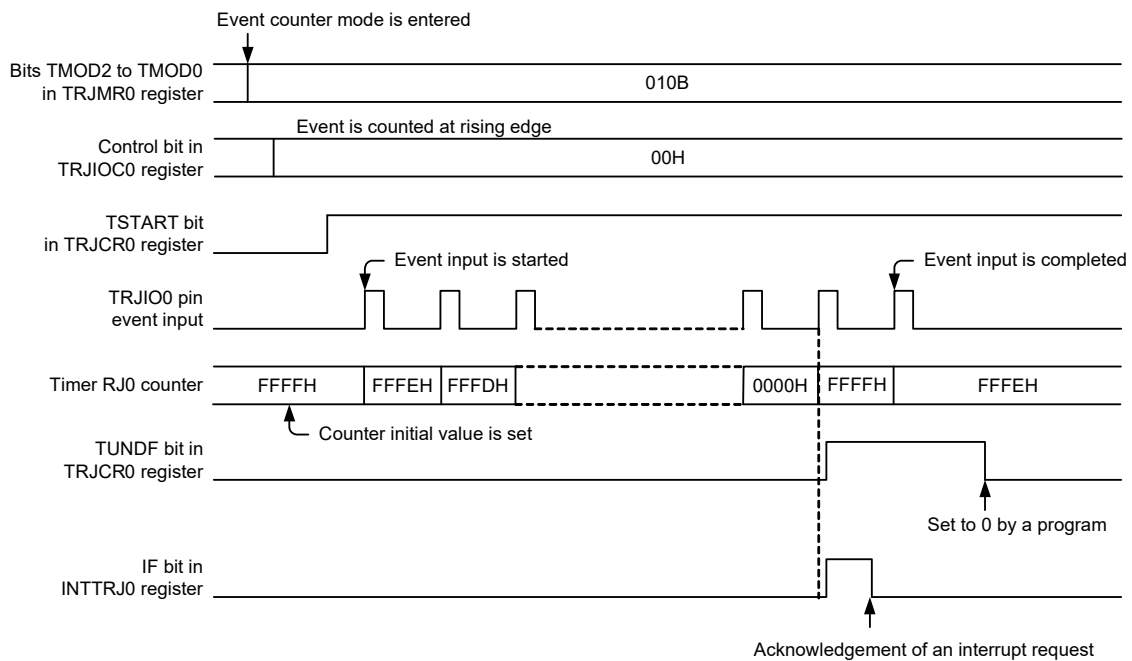 Event counter mode is entered
Bits TMOD2 to TMOD0
in TRJMR0 register
010B
Event is counted at rising edge
Control bit in
TRJIOC0 register
00H
TSTART bit
in TRJCR0 register
Event input is started
Event input is completed
TRJIO0 pin
event input
Timer RJ0 counter
FFFFH
FFFEH
FFFDH
0000H
FFFFH
FFFEH
Counter initial value is set
TUNDF bit in
TRJCR0 register
Set to 0 by a program
IF bit in
INTTRJ0 register
Acknowledgement of an interrupt request